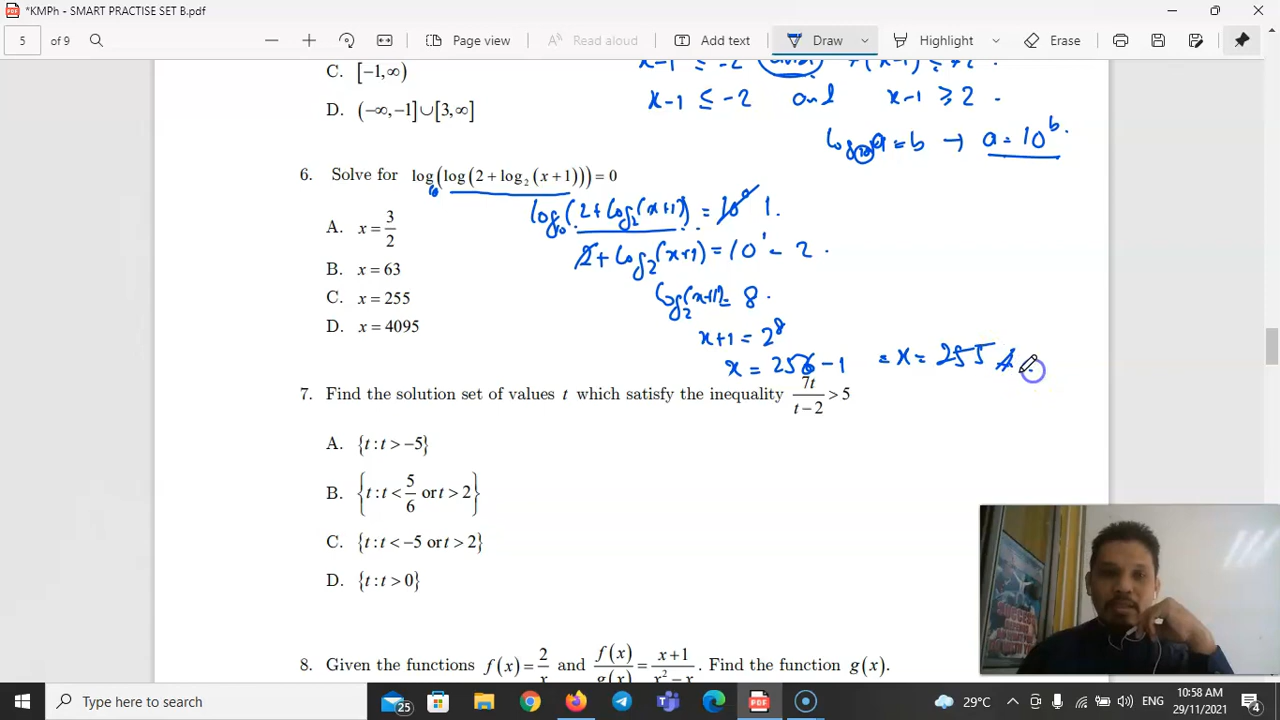 *KMPh - SMART PRACTISE SET B.pdf
5 of 9
Page view
Read aloud
Add text
Draw
Highlight
Erase
C. [-1,∞)
D. (-∞,-1]∪[3,∞]
x-1 ≤ -2 and x-1 ≥ 2
log₁₀a = b → a = 10ᵇ.
6. Solve for log(log(2+log₂(x+1)))=0
10
log₁₀(2+log₂(x+1)) = 10⁰ 1.
A. x = 3/2
2+log₂(x+1) = 10¹ - 2.
B. x = 63
log₂(x+1) = 8.
C. x = 255
x+1 = 2⁸
D. x = 4095
x = 256-1 = x = 255
7. Find the solution set of values t which satisfy the inequality 7t/(t-2) > 5
A. {t:t>-5}
B. {t:t<5/6 or t>2}
C. {t:t<-5 or t>2}
D. {t:t>0}
8. Given the functions f(x)=2/x and f(x)/g(x)=(x+1)/(x²-x). Find the function g(x).
Type here to search
25
29°C
ENG
10:58 AM
29/11/2021
4